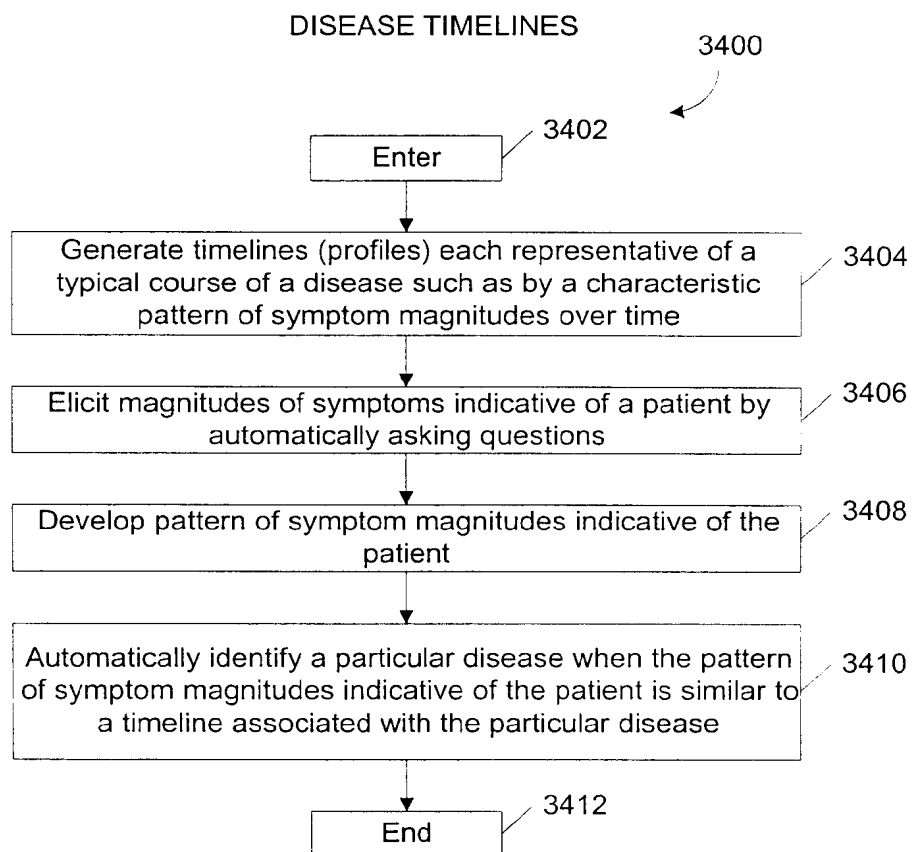 DISEASE TIMELINES
3400
3402
Enter
Generate timelines (profiles) each representative of a
typical course of a disease such as by a characteristic
pattern of symptom magnitudes over time
3404
Elicit magnitudes of symptoms indicative of a patient by
automatically asking questions
3406
Develop pattern of symptom magnitudes indicative of the
patient
3408
Automatically identify a particular disease when the pattern
of symptom magnitudes indicative of the patient is similar to
a timeline associated with the particular disease
3410
3412
End